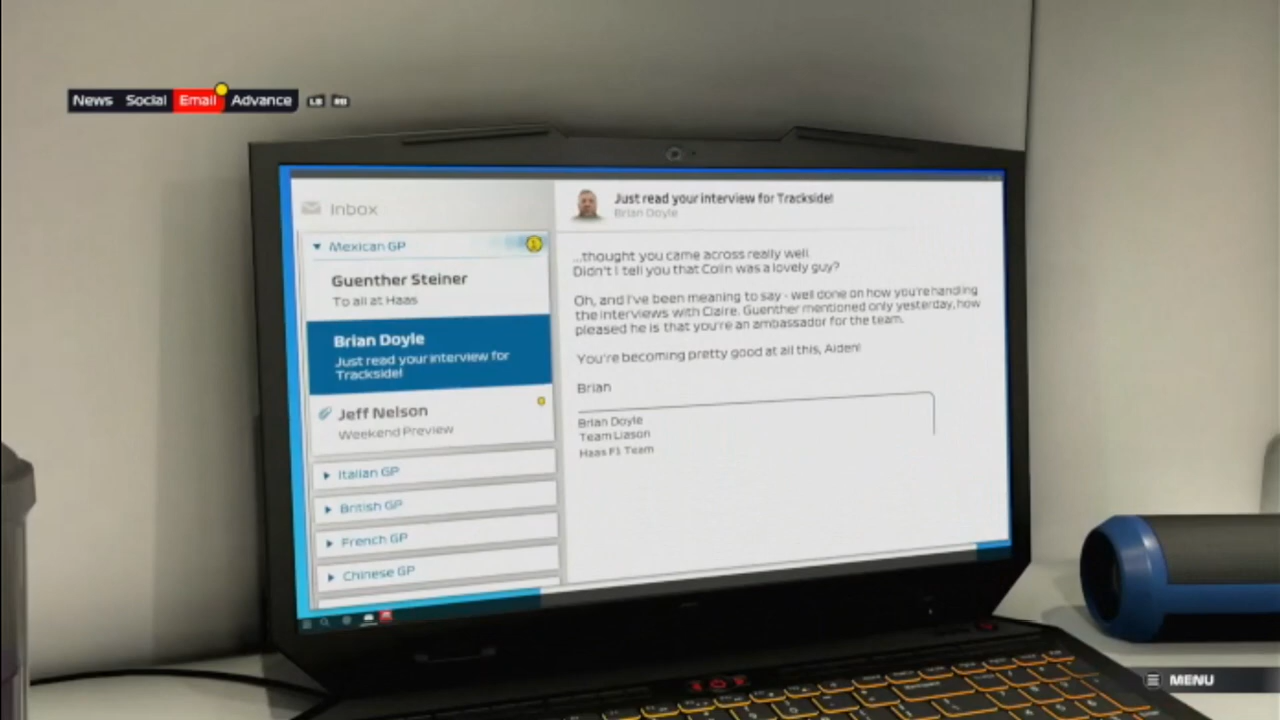 News Social Email Advance LB RB
Inbox
Mexican GP
Guenther Steiner
To all at Haas
Brian Doyle
Just read your interview for
Trackside!
Jeff Nelson
Weekend Preview
Italian GP
British GP
French GP
Chinese GP
Just read your interview for Trackside!
Brian Doyle
...thought you came across really well.
Didn't I tell you that Colin was a lovely guy?
Oh, and I've been meaning to say - well done on how you're handling
the interviews with Claire. Guenther mentioned only yesterday, how
pleased he is that you're an ambassador for the team.
You're becoming pretty good at all this, Aiden!
Brian
Brian Doyle
Team Liason
Haas F1 Team
MENU